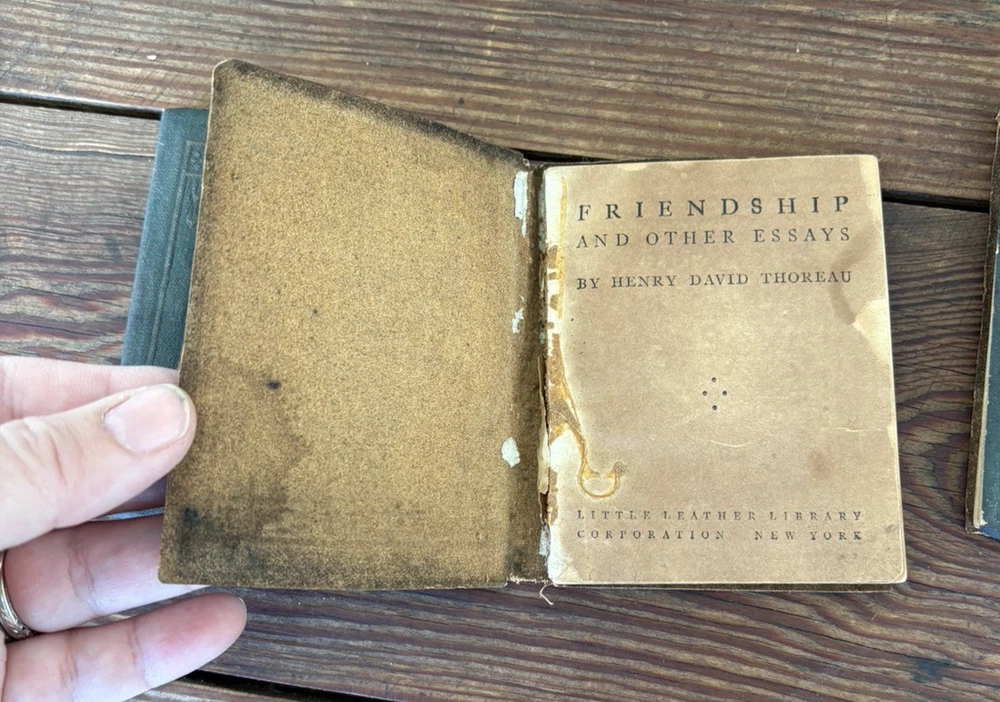 FRIENDSHIP
AND OTHER ESSAYS
BY HENRY DAVID THOREAU
LITTLE LEATHER LIBRARY
CORPORATION NEW YORK